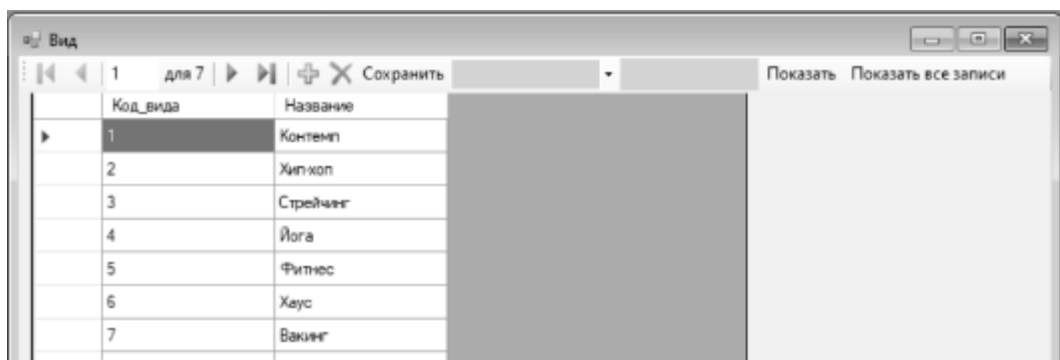 Вид
1 для 7 Сохранить Показать Показать все записи
Код_вида Название
1 Контемп
2 Хип-хоп
3 Стрейчинг
4 Йога
5 Фитнес
6 Хаус
7 Вакинг